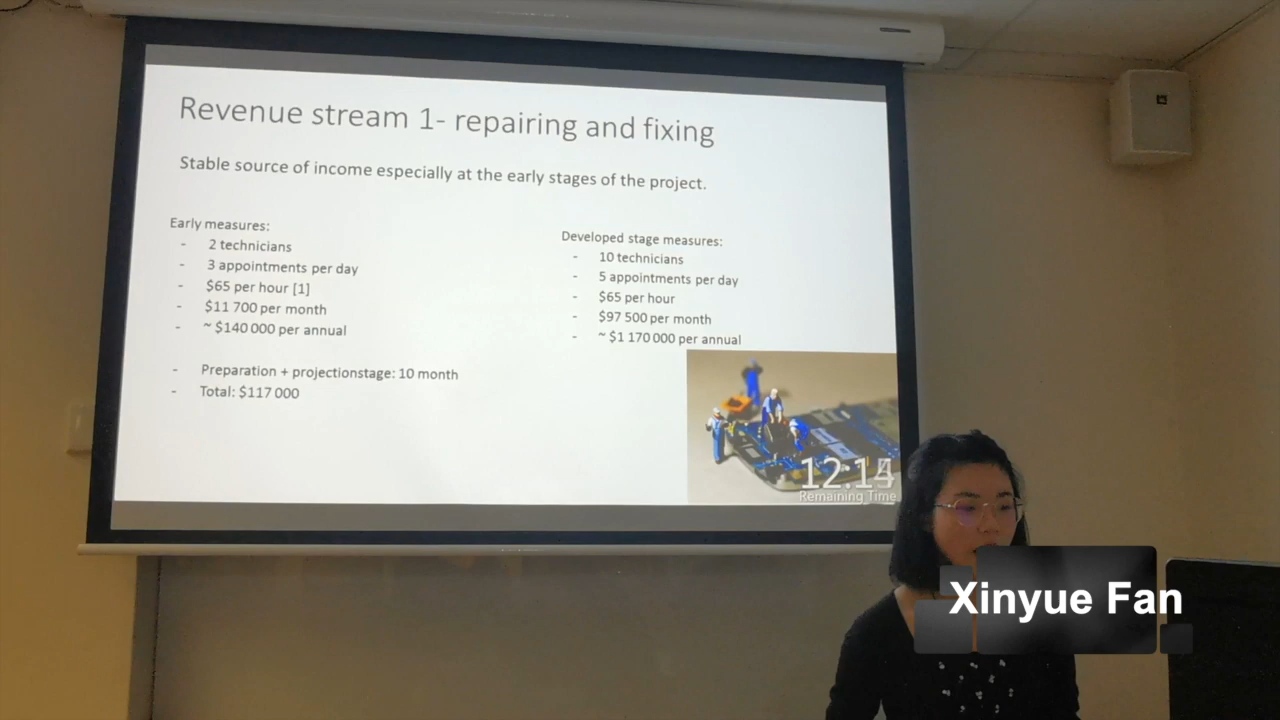 Revenue stream 1- repairing and fixing
Stable source of income especially at the early stages of the project.
Early measures:
- 2 technicians
- 3 appointments per day
- $65 per hour [1]
- $11 700 per month
- ~ $140 000 per annual
- Preparation + projectionstage: 10 month
- Total: $117 000
Developed stage measures:
- 10 technicians
- 5 appointments per day
- $65 per hour
- $97 500 per month
- ~ $1 170 000 per annual
Remaining Time
Xinyue Fan